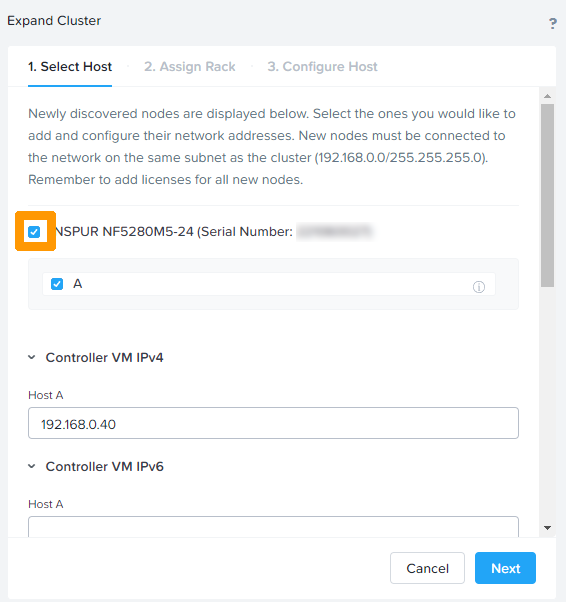 Expand Cluster
?
1. Select Host
2. Assign Rack
3. Configure Host
Newly discovered nodes are displayed below. Select the ones you would like to
add and configure their network addresses. New nodes must be connected to
the network on the same subnet as the cluster (192.168.0.0/255.255.255.0).
Remember to add licenses for all new nodes.
NSPUR NF5280M5-24 (Serial Number:
A
Controller VM IPv4
Host A
192.168.0.40
Controller VM IPv6
Host A
Cancel
Next